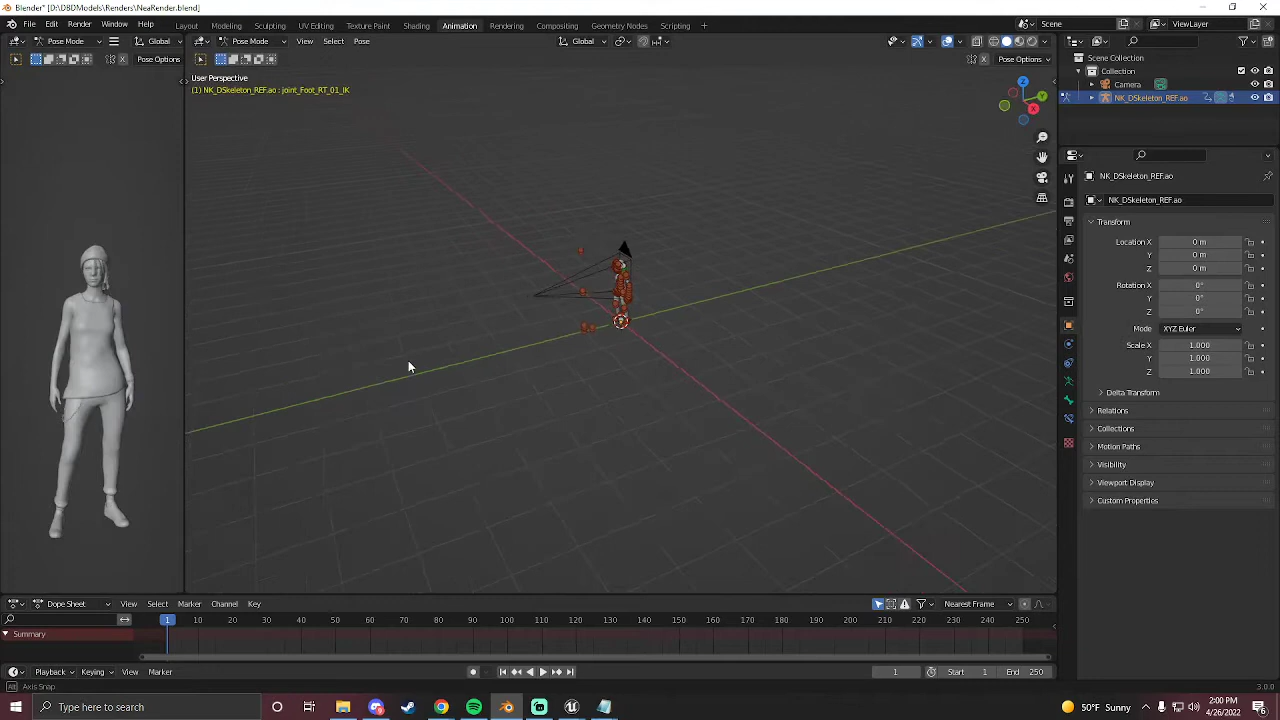 Blender* [D:\DBDModels\Renders\NeaRender.blend]
File Edit Render Window Help Layout Modeling Sculpting UV Editing Texture Paint Shading Animation Rendering Compositing Geometry Nodes Scripting + Scene ViewLayer
Pose Mode Global Pose Mode View Select Pose Global
Pose Options Pose Options
User Perspective
(1) NK_DSkeleton_REF.ao : joint_Foot_RT_01_IK
Z
Y
X
Scene Collection
Collection
Camera
NK_DSkeleton_REF.ao
NK_DSkeleton_REF.ao
NK_DSkeleton_REF.ao
Transform
Location X 0 m
Y 0 m
Z 0 m
Rotation X 0°
Y 0°
Z 0°
Mode XYZ Euler
Scale X 1.000
Y 1.000
Z 1.000
Delta Transform
Relations
Collections
Motion Paths
Visibility
Viewport Display
Custom Properties
Dope Sheet View Select Marker Channel Key Nearest Frame
1 10 20 30 40 50 60 70 80 90 100 110 120 130 140 150 160 170 180 190 200 210 220 230 240 250
Summary
Playback Keying View Marker 1 Start 1 End 250
Axis Snap 3.0.0
Type here to search 50°F Sunny 2:00 PM
4/26/2022